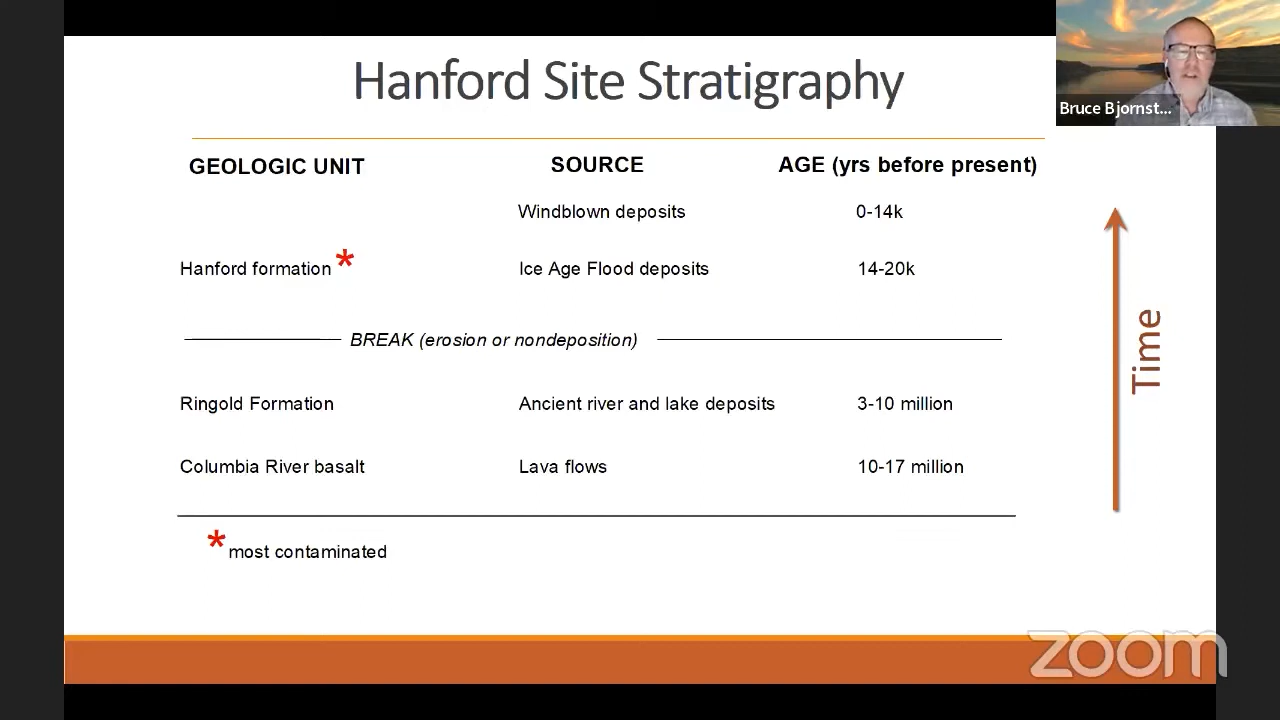 Hanford Site Stratigraphy
Bruce Bjornst...
GEOLOGIC UNIT SOURCE AGE (yrs before present)
Windblown deposits 0-14k
Hanford formation * Ice Age Flood deposits 14-20k
BREAK (erosion or nondeposition)
Ringold Formation Ancient river and lake deposits 3-10 million
Columbia River basalt Lava flows 10-17 million
Time
* most contaminated
zoom